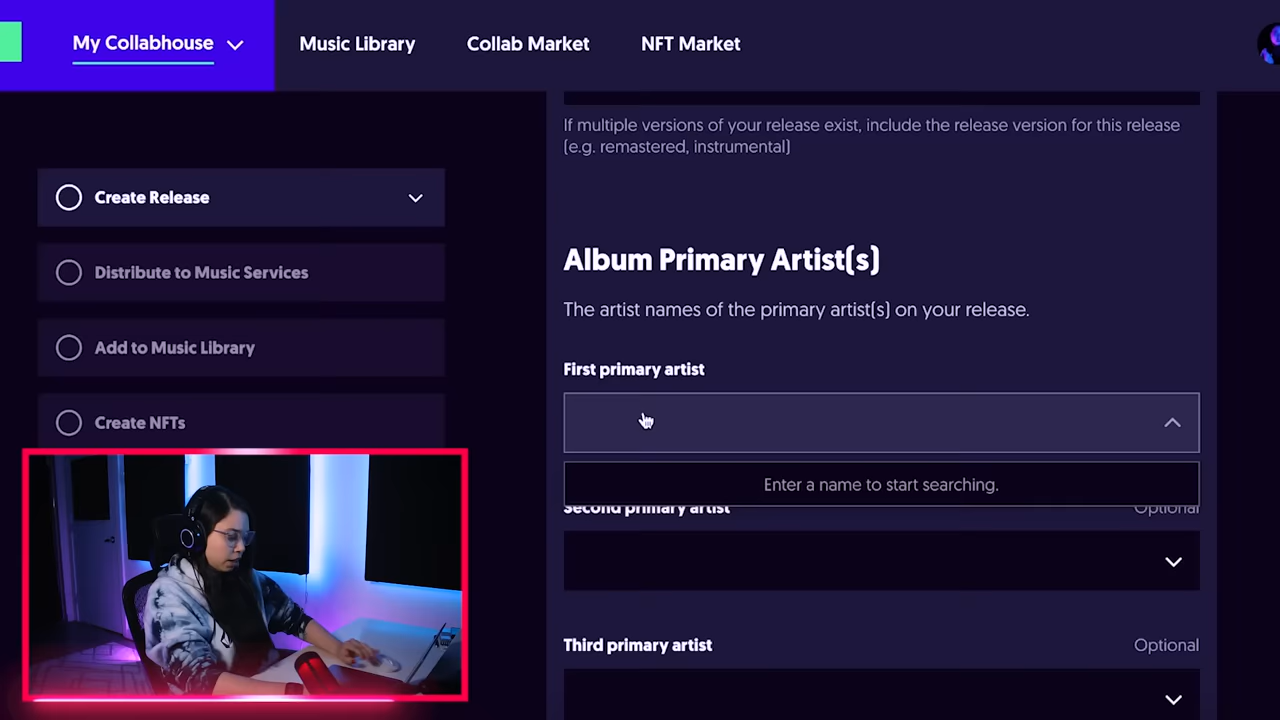 My Collabhouse
Music Library
Collab Market
NFT Market
If multiple versions of your release exist, include the release version for this release
(e.g. remastered, instrumental)
Create Release
Distribute to Music Services
Add to Music Library
Create NFTs
Album Primary Artist(s)
The artist names of the primary artist(s) on your release.
First primary artist
Enter a name to start searching.
Second primary artist
Optional
Third primary artist
Optional